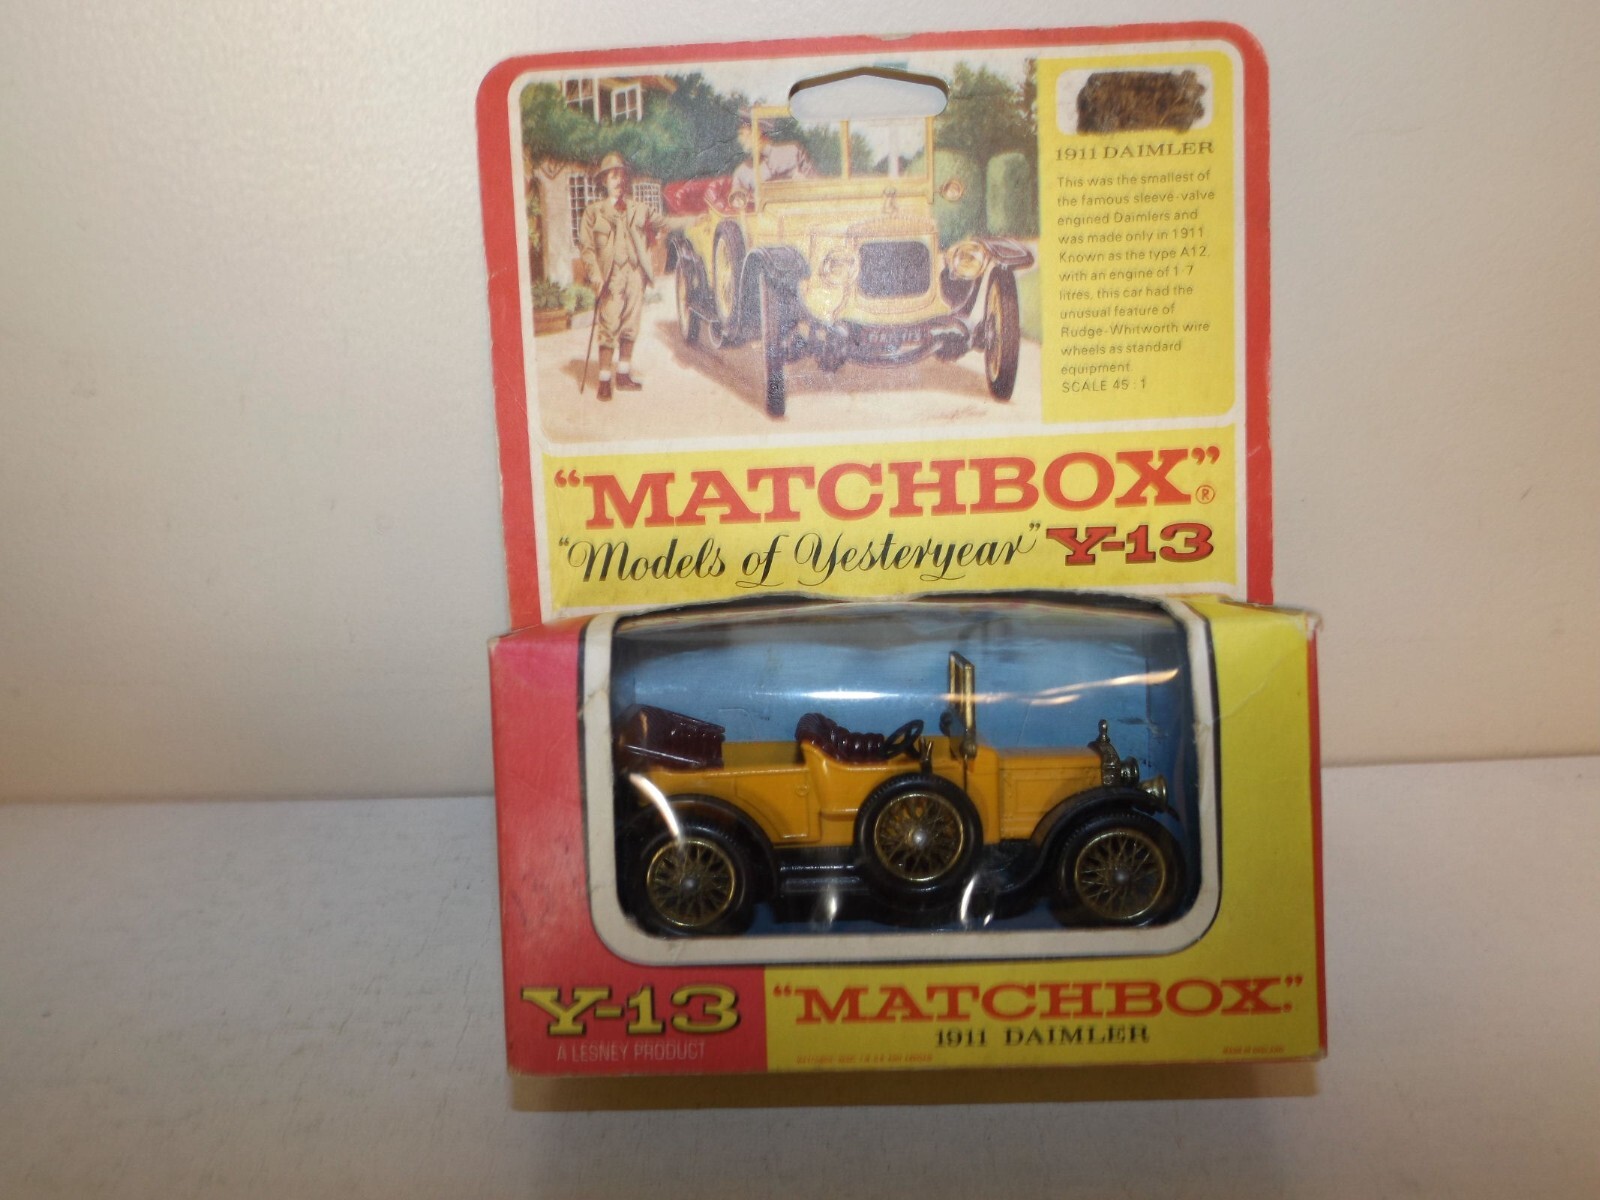 1911 DAIMLER
This was the smallest of
the famous sleeve-valve
engined Daimlers and
was made only in 1911
Known as the type A12,
with an engine of 1·7
litres, this car had the
unusual feature of
Rudge-Whitworth wire
wheels as standard
equipment
SCALE 45:1
“MATCHBOX”®
“Models of Yesteryear” Y-13
Y-13
A LESNEY PRODUCT
“MATCHBOX”
1911 DAIMLER